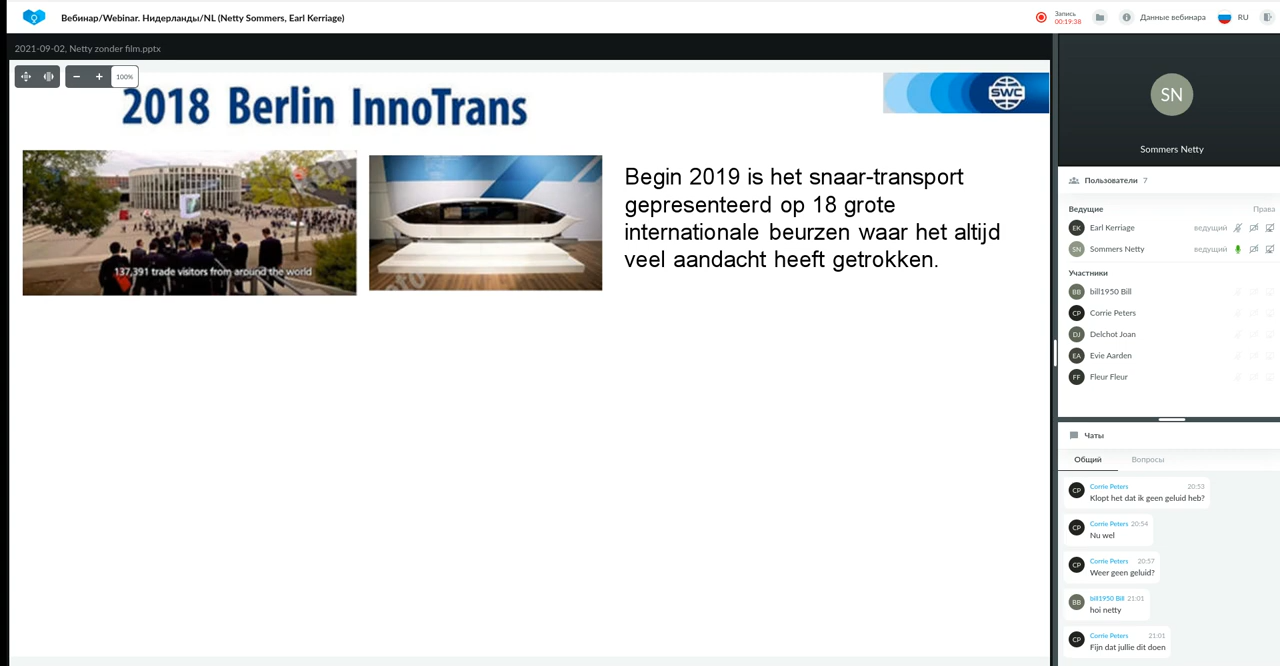 Вебинар/Webinar. Нидерланды/NL (Netty Sommers, Earl Kerriage)
Запись
00:19:38
Данные вебинара
RU
2021-09-02, Netty zonder film.pptx
100%
2018 Berlin InnoTrans
SWC
137,391 trade visitors from around the world
Begin 2019 is het snaar-transport
gepresenteerd op 18 grote
internationale beurzen waar het altijd
veel aandacht heeft getrokken.
SN
Sommers Netty
Пользователи 7
Ведущие Права
EK Earl Kerriage ведущий
SN Sommers Netty ведущий
Участники
BB bill1950 Bill
CP Corrie Peters
DJ Delchot Joan
EA Evie Aarden
FF Fleur Fleur
Чаты
Общий Вопросы
CP Corrie Peters 20:53
Klopt het dat ik geen geluid heb?
CP Corrie Peters 20:54
Nu wel
CP Corrie Peters 20:57
Weer geen geluid?
BB bill1950 Bill 21:01
hoi netty
CP Corrie Peters 21:01
Fijn dat jullie dit doen